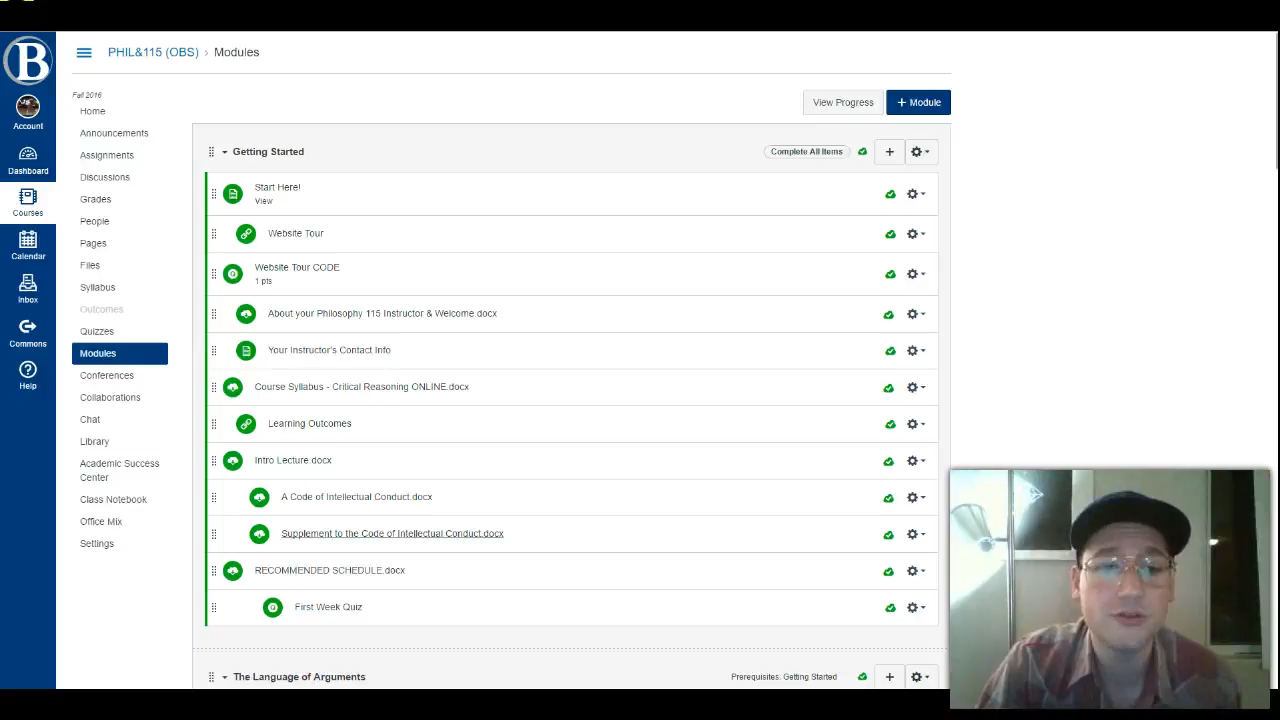 B
PHIL&115 (OBS) › Modules
Fall 2016
Home
Announcements
Assignments
Discussions
Grades
People
Pages
Files
Syllabus
Outcomes
Quizzes
Modules
Conferences
Collaborations
Chat
Library
Academic Success
Center
Class Notebook
Office Mix
Settings
Account
Dashboard
Courses
Calendar
Inbox
Commons
Help
View Progress
+ Module
Getting Started
Complete All Items
Start Here!
View
Website Tour
Website Tour CODE
1 pts
About your Philosophy 115 Instructor & Welcome.docx
Your Instructor's Contact Info
Course Syllabus - Critical Reasoning ONLINE.docx
Learning Outcomes
Intro Lecture.docx
A Code of Intellectual Conduct.docx
Supplement to the Code of Intellectual Conduct.docx
RECOMMENDED SCHEDULE.docx
First Week Quiz
The Language of Arguments
Prerequisites: Getting Started